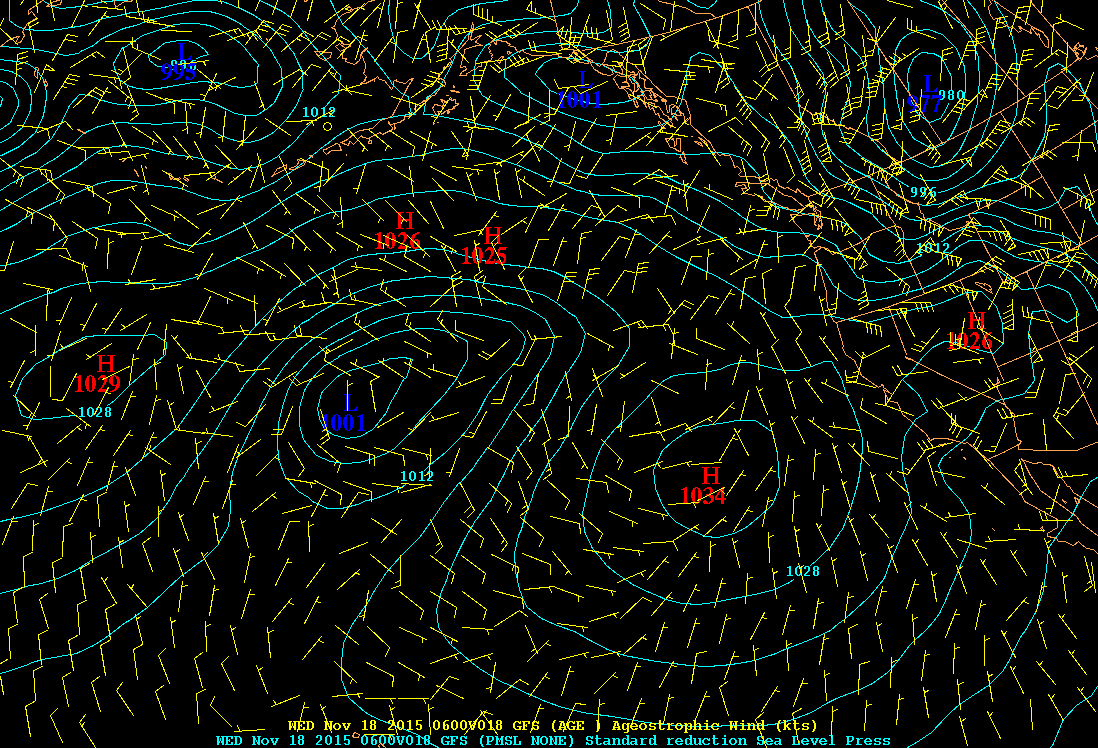 L
998
998
L
1001
L
977
980
1012
996
H
1026
H
1025
1012
H
1026
H
1029
1028
L
1001
1012
H
1034
1028
WED Nov 18 2015 0600V018 GFS (AGE ) Ageostrophic Wind (kts)
WED Nov 18 2015 0600V018 GFS (PMSL NONE) Standard reduction Sea Level Press